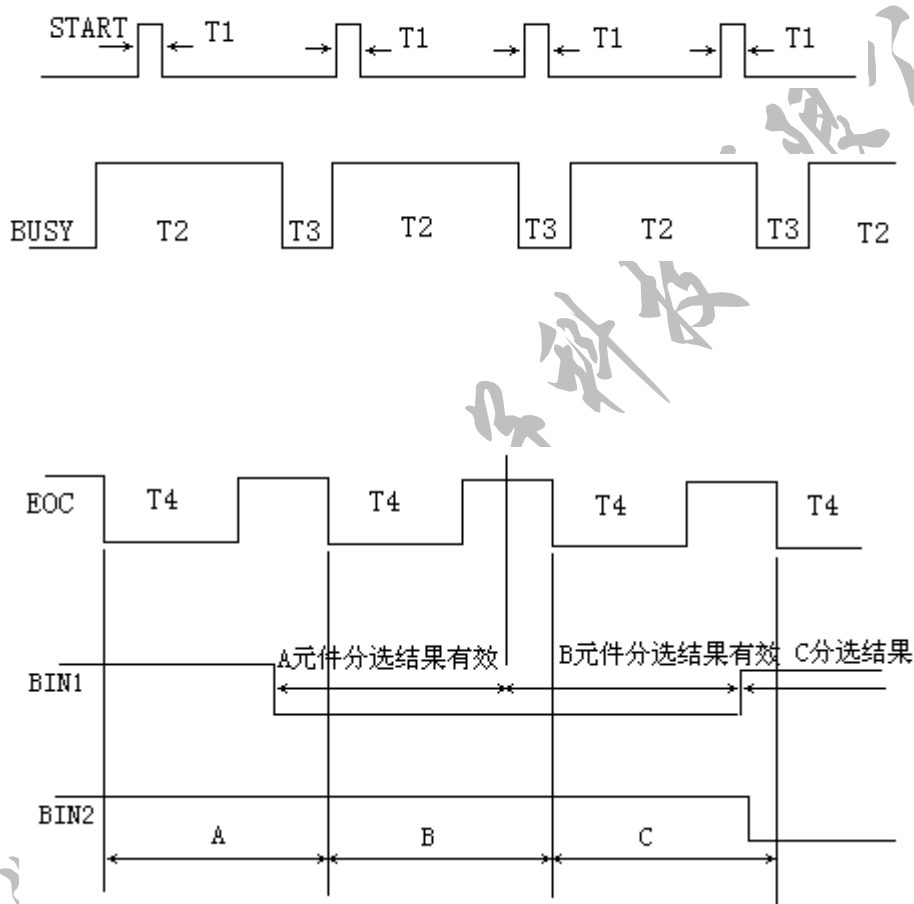 START T1 T1 T1 T1
BUSY T2 T3 T2 T3 T2 T3 T2
EOC T4 T4 T4 T4
A元件分选结果有效 B元件分选结果有效 C分选结果
BIN1
BIN2
A B C